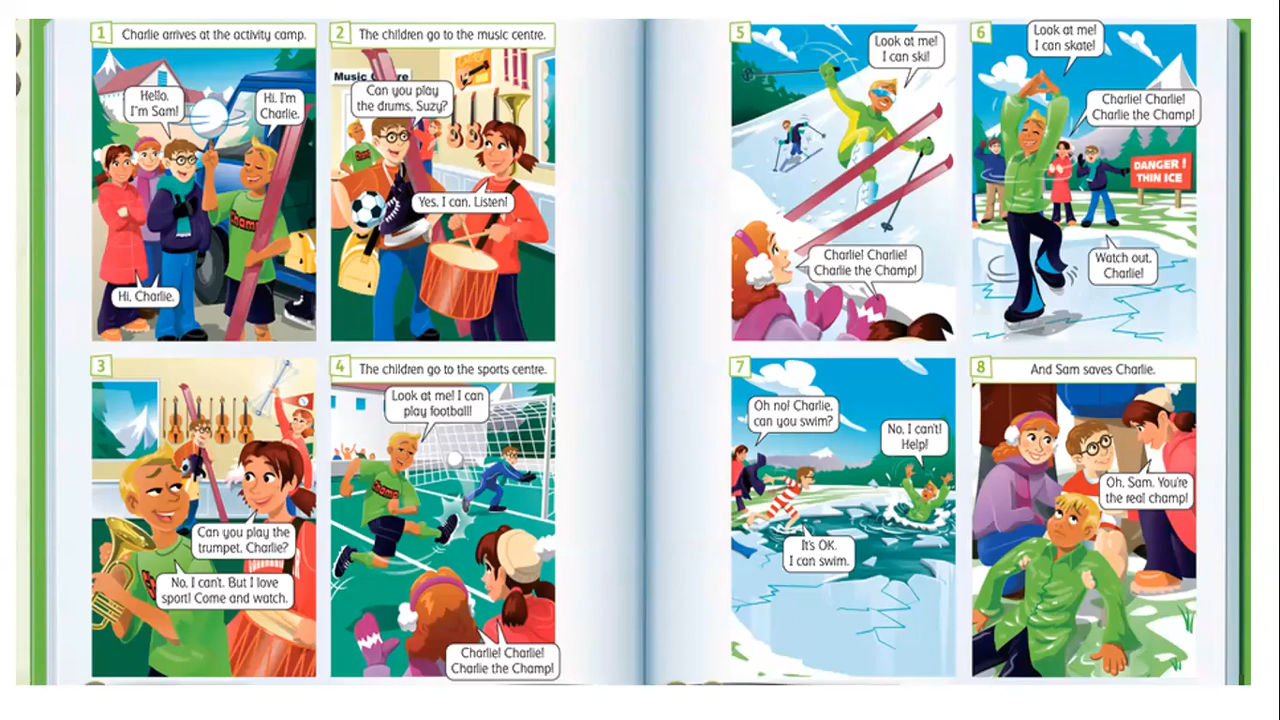 1
Charlie arrives at the activity camp.
Hello.
I'm Sam!
Hi. I'm
Charlie.
Champ
Hi, Charlie.
2
The children go to the music centre.
Music Centre
Can you play
the drums, Suzy?
Yes, I can. Listen!
3
Can you play the
trumpet, Charlie?
No, I can't. But I love
sport! Come and watch.
4
The children go to the sports centre.
Look at me! I can
play football!
Champ
Charlie! Charlie!
Charlie the Champ!
5
Look at me!
I can ski!
Charlie! Charlie!
Charlie the Champ!
6
Look at me!
I can skate!
Charlie! Charlie!
Charlie the Champ!
DANGER !
THIN ICE
Watch out,
Charlie!
7
Oh no! Charlie,
can you swim?
No, I can't!
Help!
It's OK.
I can swim.
8
And Sam saves Charlie.
Oh, Sam. You're
the real champ!